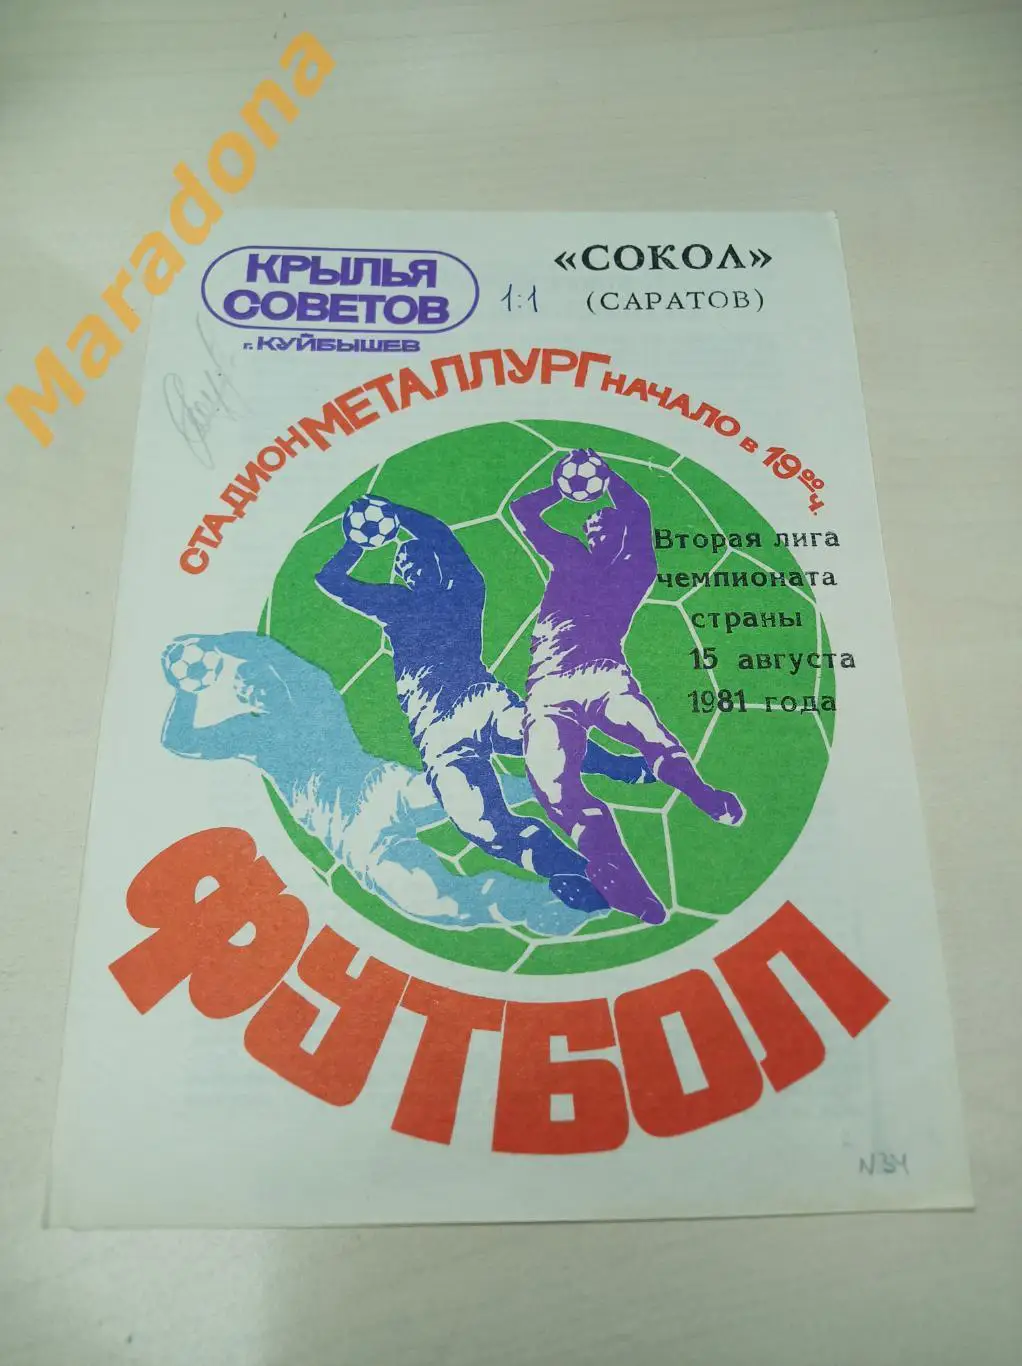 Maradona
КРЫЛЬЯ
СОВЕТОВ
г. КУЙБЫШЕВ
1:1
«СОКОЛ»
(САРАТОВ)
СТАДИОН МЕТАЛЛУРГ НАЧАЛО в 19⁰⁰ ч.
Вторая лига
чемпионата
страны
15 августа
1981 года
ФУТБОЛ
N34